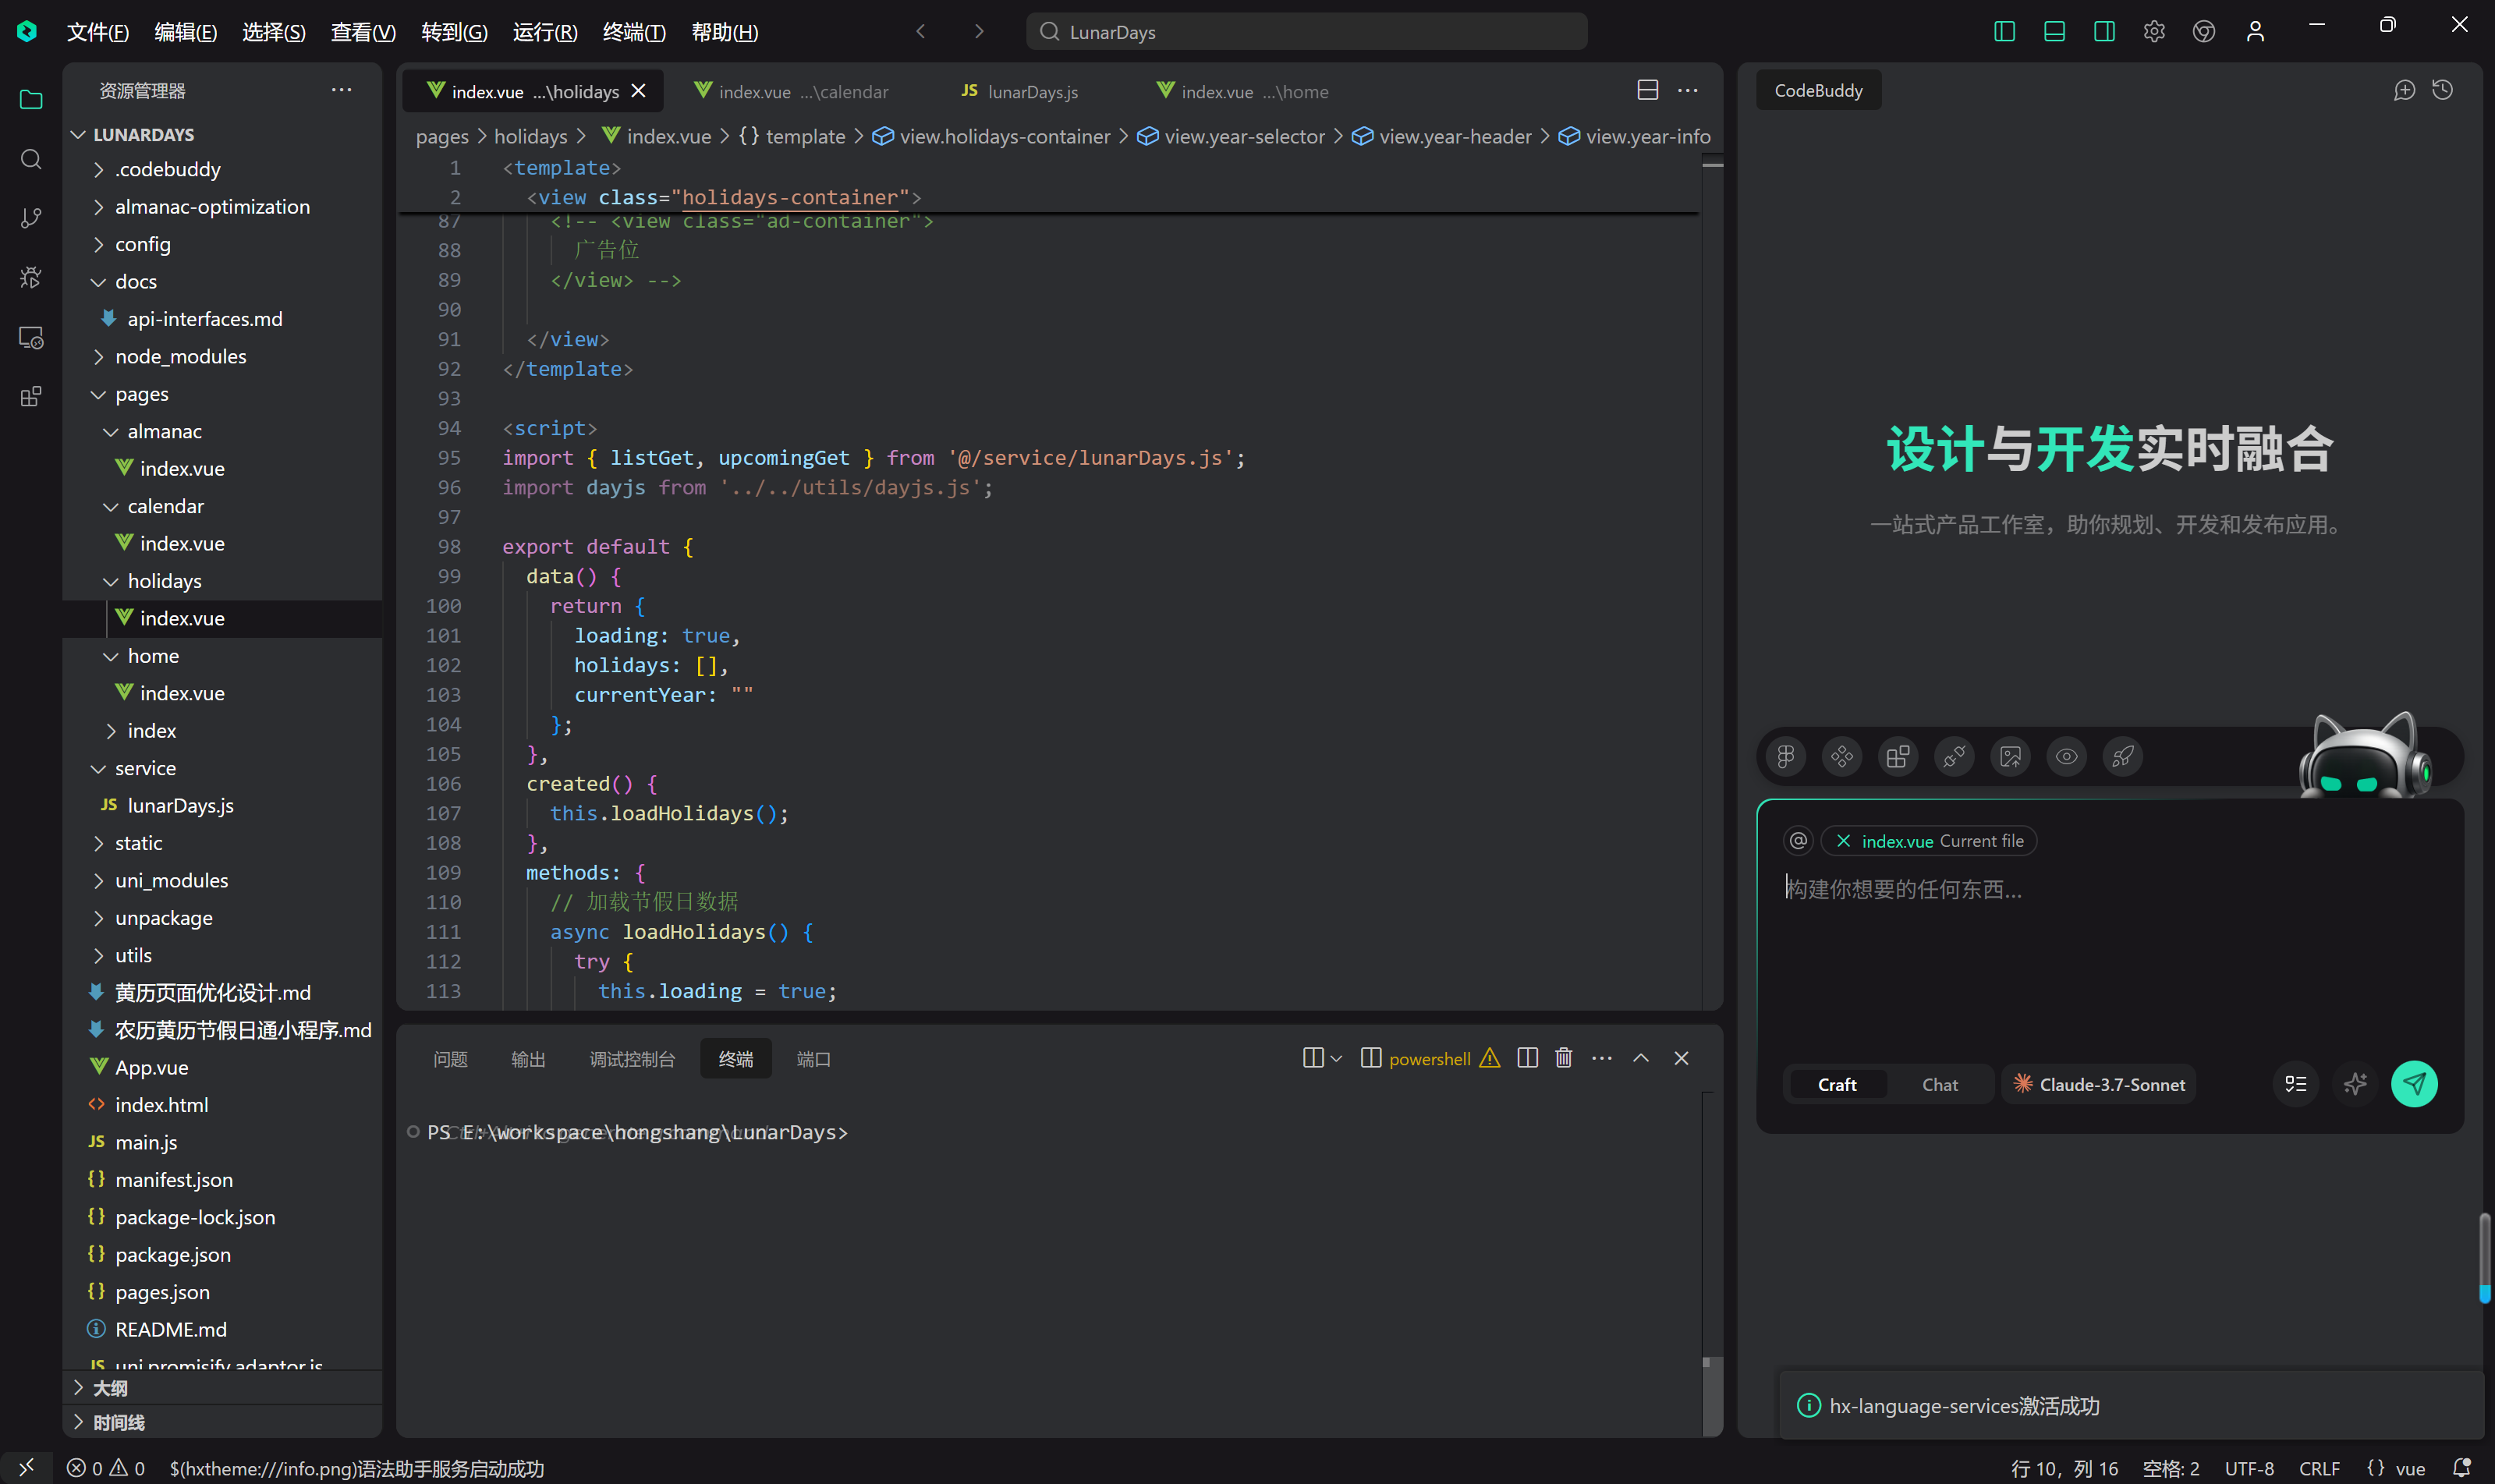 文件(F) 编辑(E) 选择(S) 查看(V) 转到(G) 运行(R) 终端(T) 帮助(H)
LunarDays
资源管理器
LUNARDAYS
.codebuddy
almanac-optimization
config
docs
api-interfaces.md
node_modules
pages
almanac
index.vue
calendar
index.vue
holidays
index.vue
home
index.vue
index
service
JS lunarDays.js
static
uni_modules
unpackage
utils
黄历页面优化设计.md
农历黄历节假日通小程序.md
App.vue
index.html
JS main.js
{} manifest.json
{} package-lock.json
{} package.json
{} pages.json
README.md
JS uni.promisify.adaptor.js
大纲
时间线
index.vue ...\holidays
index.vue ...\calendar
JS lunarDays.js
index.vue ...\home
pages > holidays > index.vue > {} template > view.holidays-container > view.year-selector > view.year-header > view.year-info
1 <template>
2 <view class="holidays-container">
87 <!-- <view class="ad-container">
88 广告位
89 </view> -->
90
91 </view>
92 </template>
93
94 <script>
95 import { listGet, upcomingGet } from '@/service/lunarDays.js';
96 import dayjs from '../../utils/dayjs.js';
97
98 export default {
99 data() {
100 return {
101 loading: true,
102 holidays: [],
103 currentYear: ""
104 };
105 },
106 created() {
107 this.loadHolidays();
108 },
109 methods: {
110 // 加载节假日数据
111 async loadHolidays() {
112 try {
113 this.loading = true;
问题 输出 调试控制台 终端 端口
powershell
PS E:\workspace\hongshang\LunarDays>
CodeBuddy
设计与开发实时融合
一站式产品工作室，助你规划、开发和发布应用。
@ index.vue Current file
构建你想要的任何东西...
Craft Chat Claude-3.7-Sonnet
hx-language-services激活成功
0 0 $(hxtheme:///info.png)语法助手服务启动成功
行 10，列 16 空格: 2 UTF-8 CRLF {} vue